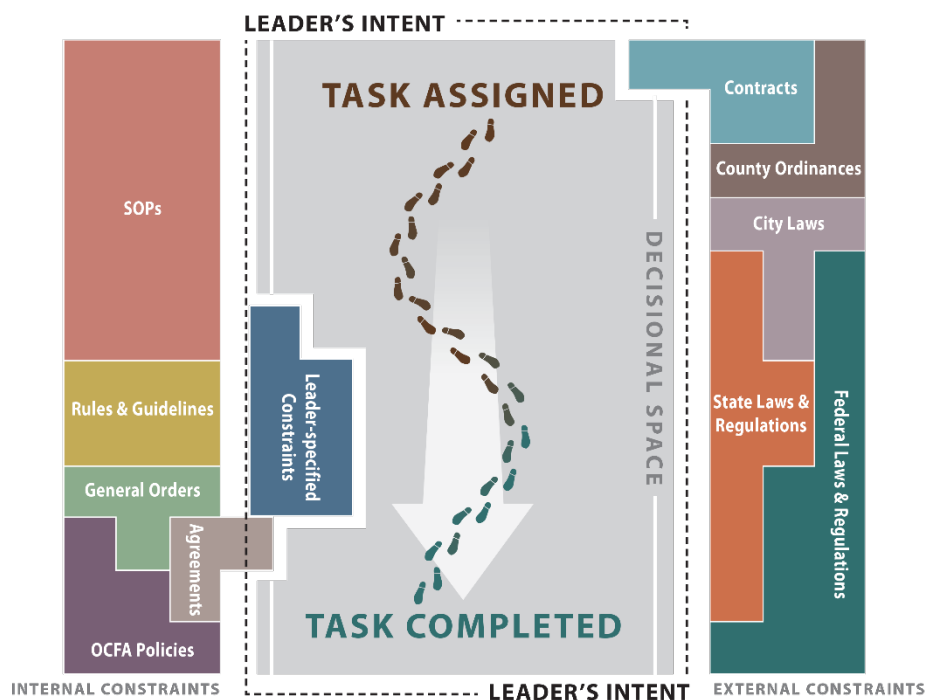 LEADER'S INTENT
TASK ASSIGNED
SOPs
Rules & Guidelines
General Orders
Agreements
OCFA Policies
INTERNAL CONSTRAINTS
Leader-specified
Constraints
DECISIONAL SPACE
Contracts
County Ordinances
City Laws
State Laws &
Regulations
Federal Laws & Regulations
TASK COMPLETED
LEADER'S INTENT
EXTERNAL CONSTRAINTS